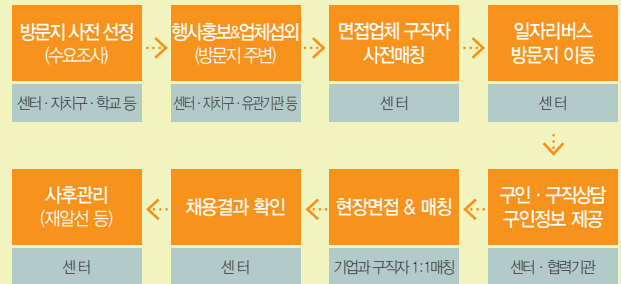 방문지 사전 선정
(수요조사)
센터 · 자치구 · 학교 등
행사홍보&업체섭외
(방문지 주변)
센터 · 자치구 · 유관기관 등
면접업체 구직자
사전매칭
센터
일자리버스
방문지 이동
센터
구인 · 구직상담
구인정보 제공
센터 · 협력기관
현장면접 & 매칭
기업과 구직자 1:1매칭
채용결과 확인
센터
사후관리
(재알선 등)
센터